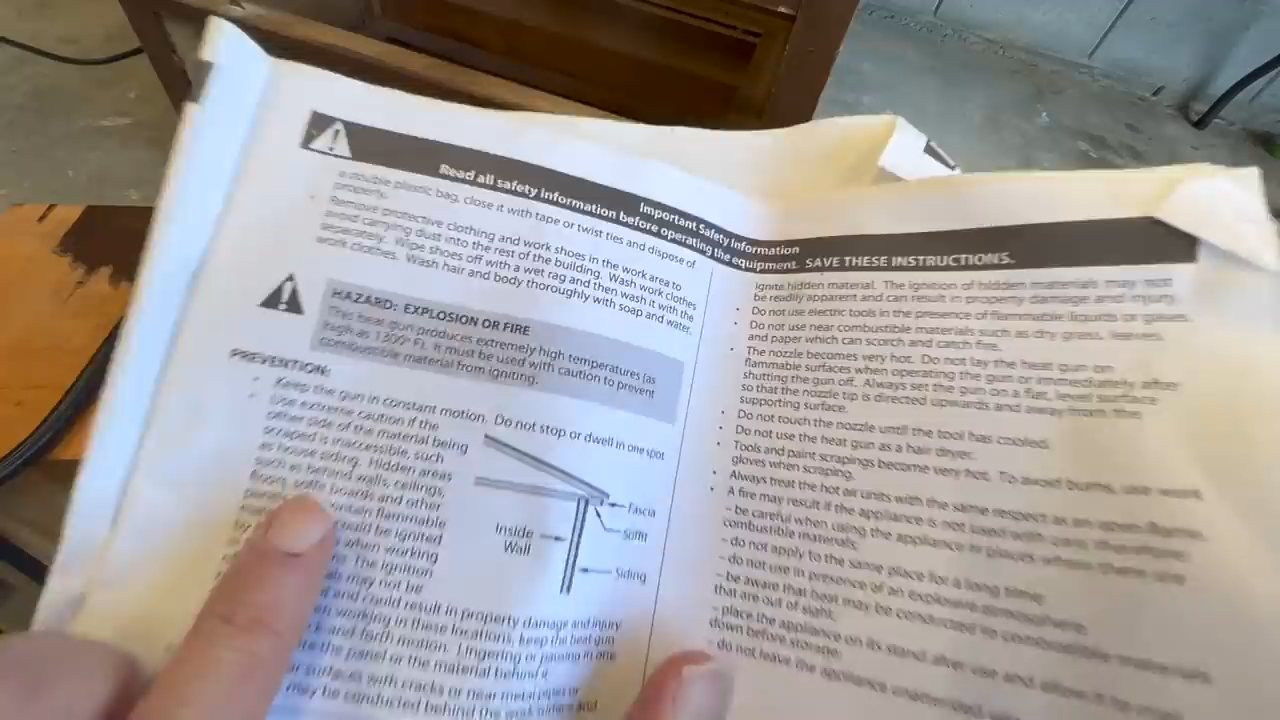 Important Safety Information
Read all safety information before operating the equipment. SAVE THESE INSTRUCTIONS.
a double plastic bag, close it with tape or twist ties and dispose of
properly.
Remove protective clothing and work shoes in the work area to
avoid carrying dust into the rest of the building. Wash work clothes
separately. Wipe shoes off with a wet rag and then wash it with the
work clothes. Wash hair and body thoroughly with soap and water.
HAZARD: EXPLOSION OR FIRE
This heat gun produces extremely high temperatures (as
high as 1300° F). It must be used with caution to prevent
combustible material from igniting.
PREVENTION:
• Keep the gun in constant motion. Do not stop or dwell in one spot
• Use extreme caution if the
other side of the material being
scraped is inaccessible, such
as house siding. Hidden areas
such as behind walls, ceilings,
floors, soffit boards and other
contain flammable
could be ignited
when working
The ignition
may not be
and could result in property damage and injury
working in these locations, keep the heat gun
and forth motion. Lingering or pausing in one
the panel or the material behind it
surfaces with cracks or near metal pipes or
may be conducted behind the work surface and
Fascia
Soffit
Inside
Wall
Siding
ignite hidden material. The ignition of hidden materials may not
be readily apparent and can result in property damage and injury.
• Do not use electric tools in the presence of flammable liquids or gases.
• Do not use near combustible materials such as dry grass, leaves,
and paper which can scorch and catch fire.
• The nozzle becomes very hot. Do not lay the heat gun on
flammable surfaces when operating the gun or immediately after
shutting the gun off. Always set the gun on a flat, level surface
so that the nozzle tip is directed upwards and away from the
supporting surface.
• Do not touch the nozzle until the tool has cooled.
• Do not use the heat gun as a hair dryer.
• Tools and paint scrapings become very hot. To avoid burns, use work
gloves when scraping.
• Always treat the hot air units with the same respect as an open flame.
• A fire may result if the appliance is not used with care therefore:
– be careful when using the appliance in places where there are
combustible materials;
– do not apply to the same place for a long time;
– do not use in presence of an explosive atmosphere;
– be aware that heat may be conducted to combustible materials
that are out of sight;
– place the appliance on its stand after use and allow it to cool
down before storage;
– do not leave the appliance unattended